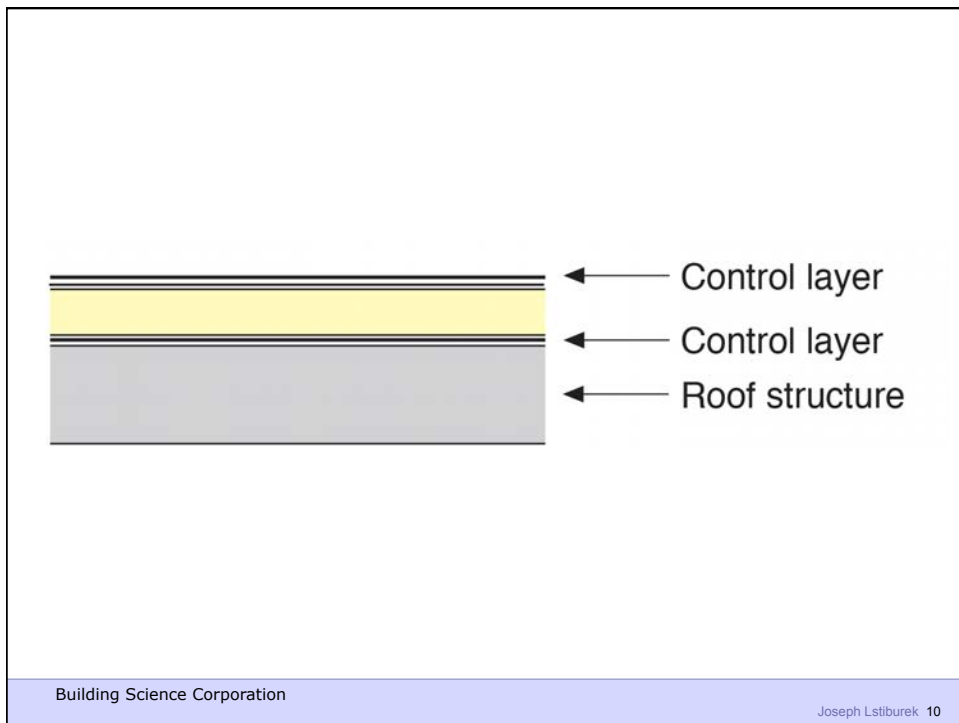 Control layer
Control layer
Roof structure
Building Science Corporation
Joseph Lstiburek 10